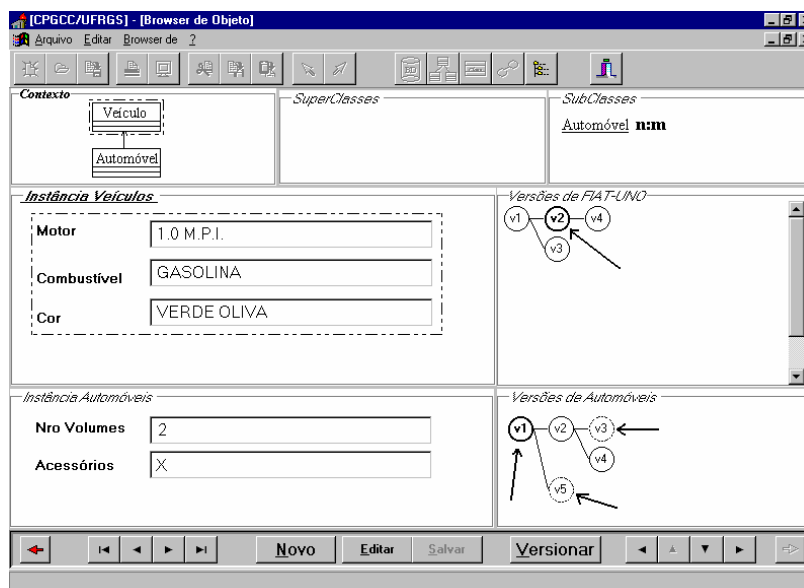 [CPGCC/UFRGS] - [Browser de Objeto]
Arquivo Editar Browser de ?
BD
Contexto
Veículo
Automóvel
SuperClasses
SubClasses
Automóvel n:m
Instância Veículos
Motor 1.0 M.P.I.
Combustível GASOLINA
Cor VERDE OLIVA
Versões de FIAT-UNO
v1 v2 v4
v3
Instância Automóveis
Nro Volumes 2
Acessórios X
Versões de Automóveis
v1 v2 v3
v4
v5
Novo Editar Salvar Versionar